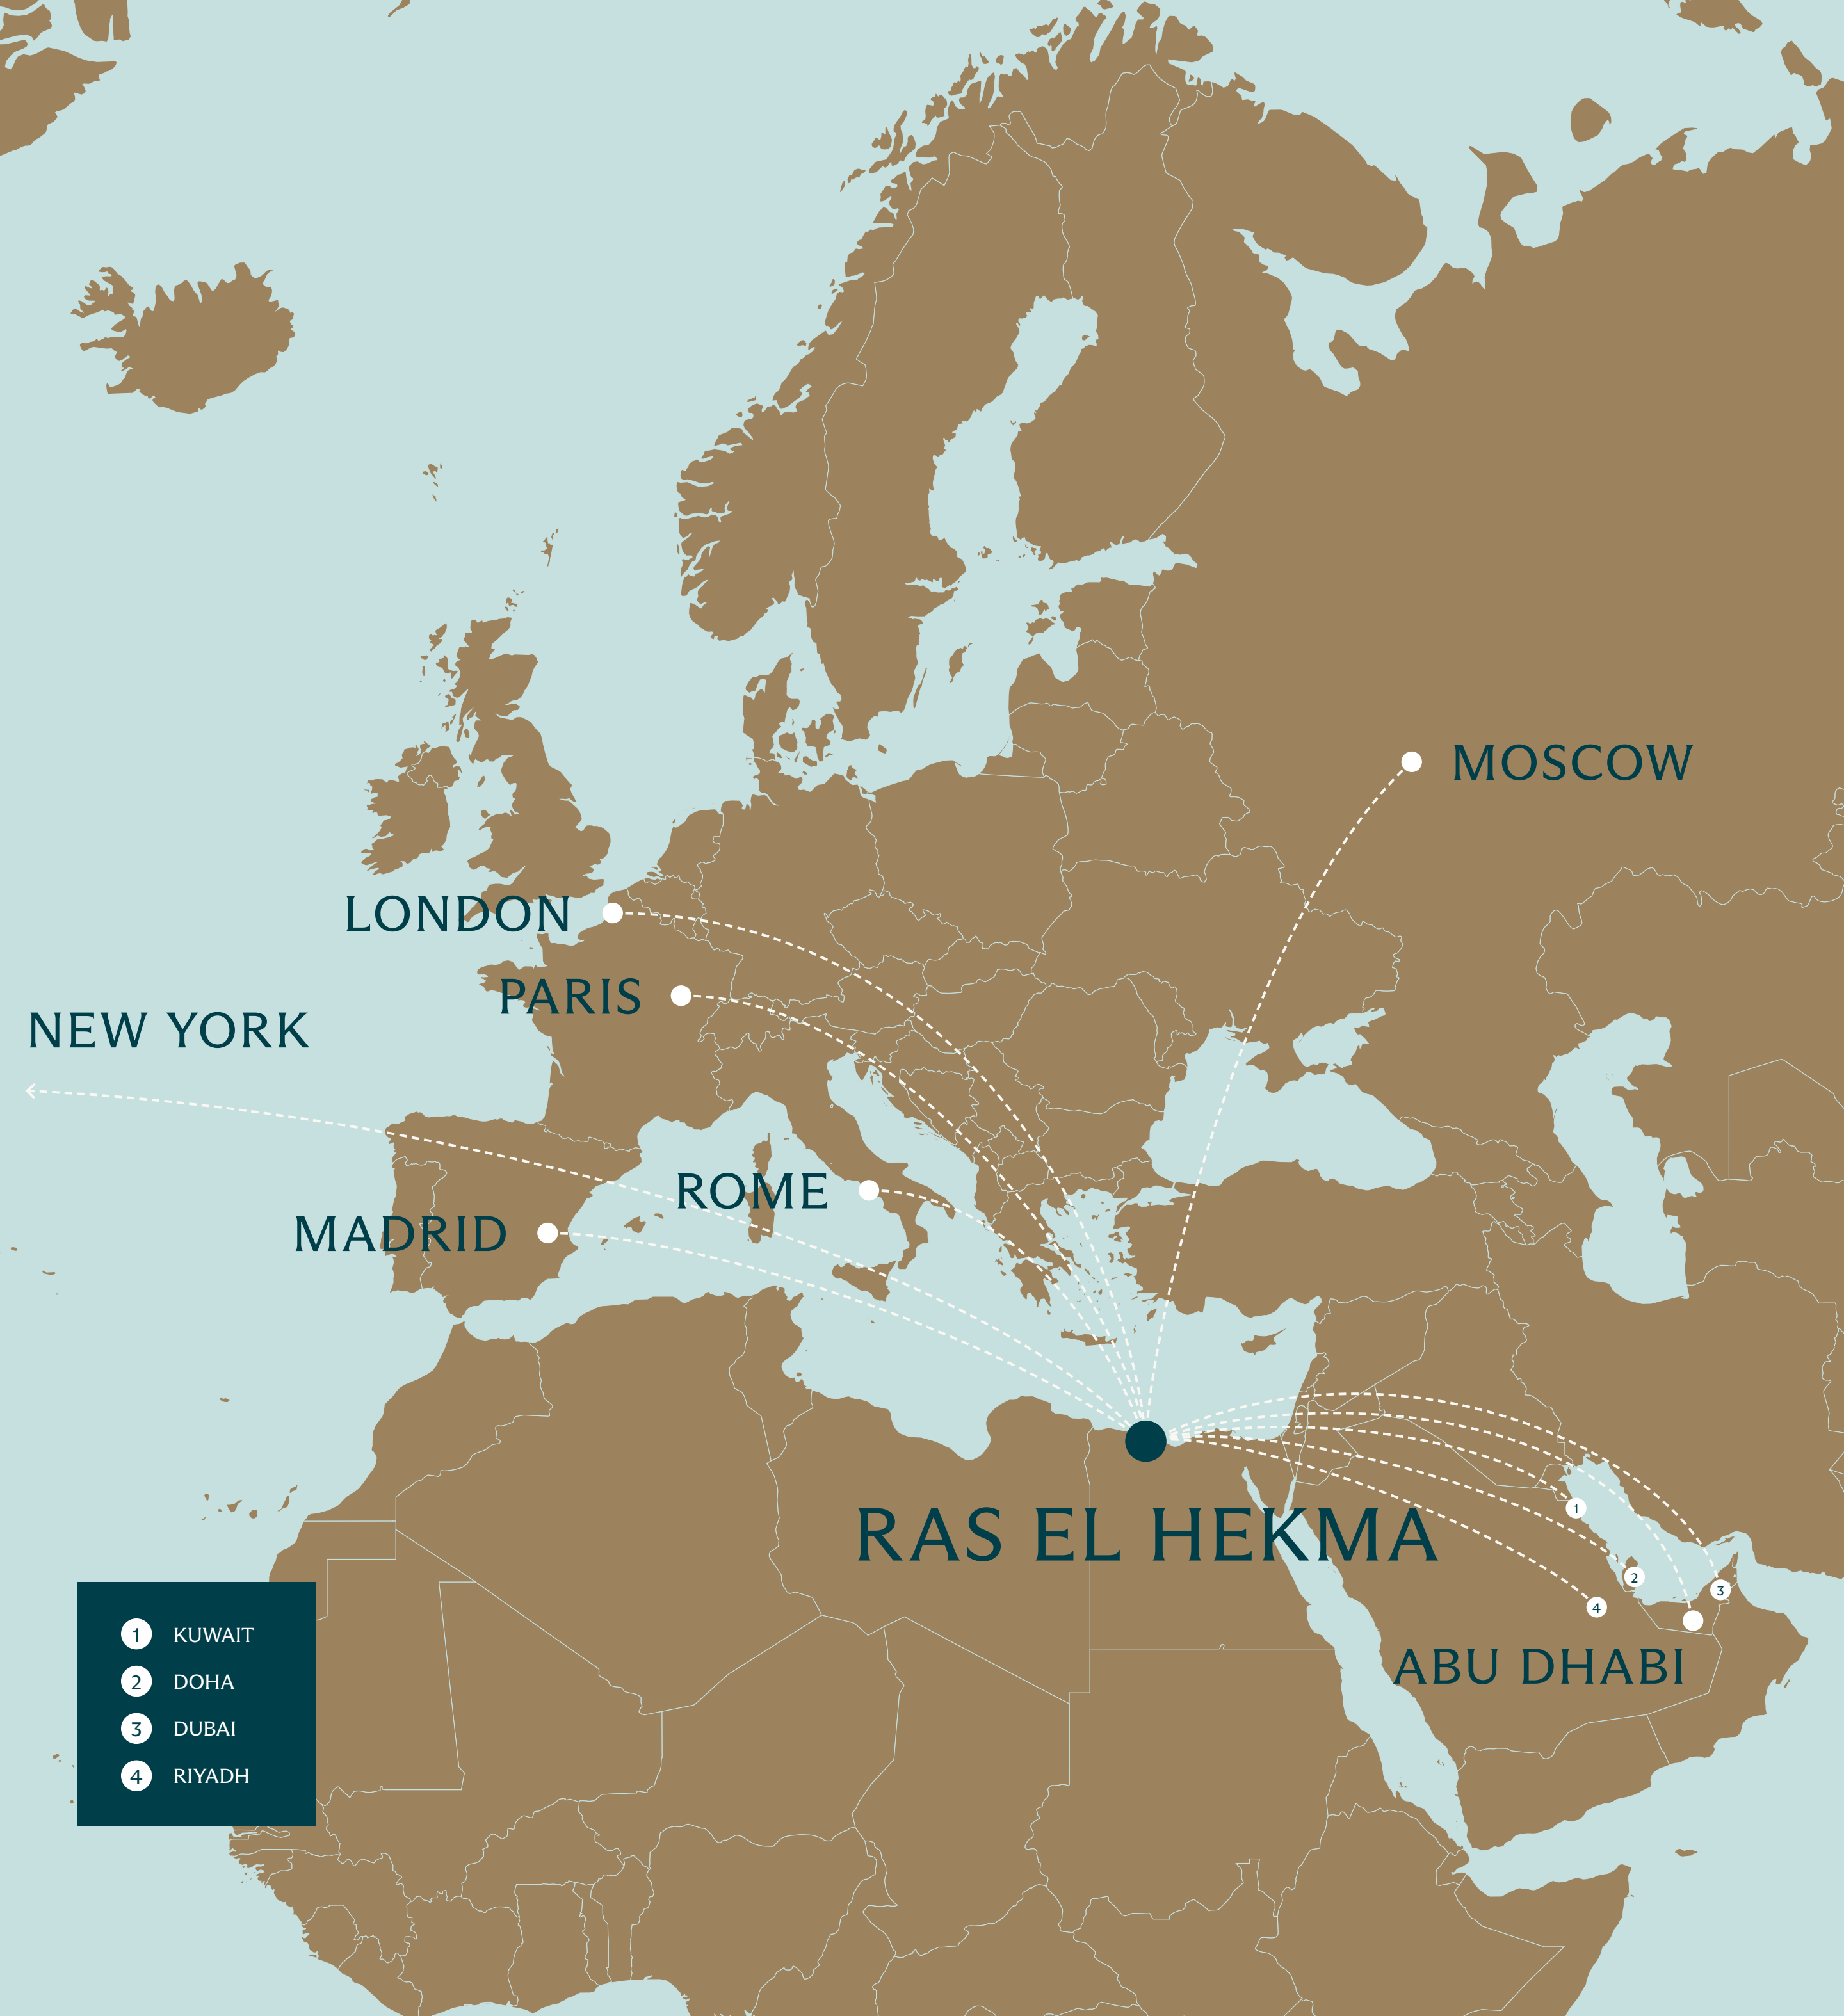 MOSCOW
LONDON
PARIS
NEW YORK
ROME
MADRID
1
RAS EL HEKMA
2
3
4
ABU DHABI
1 KUWAIT
2 DOHA
3 DUBAI
4 RIYADH